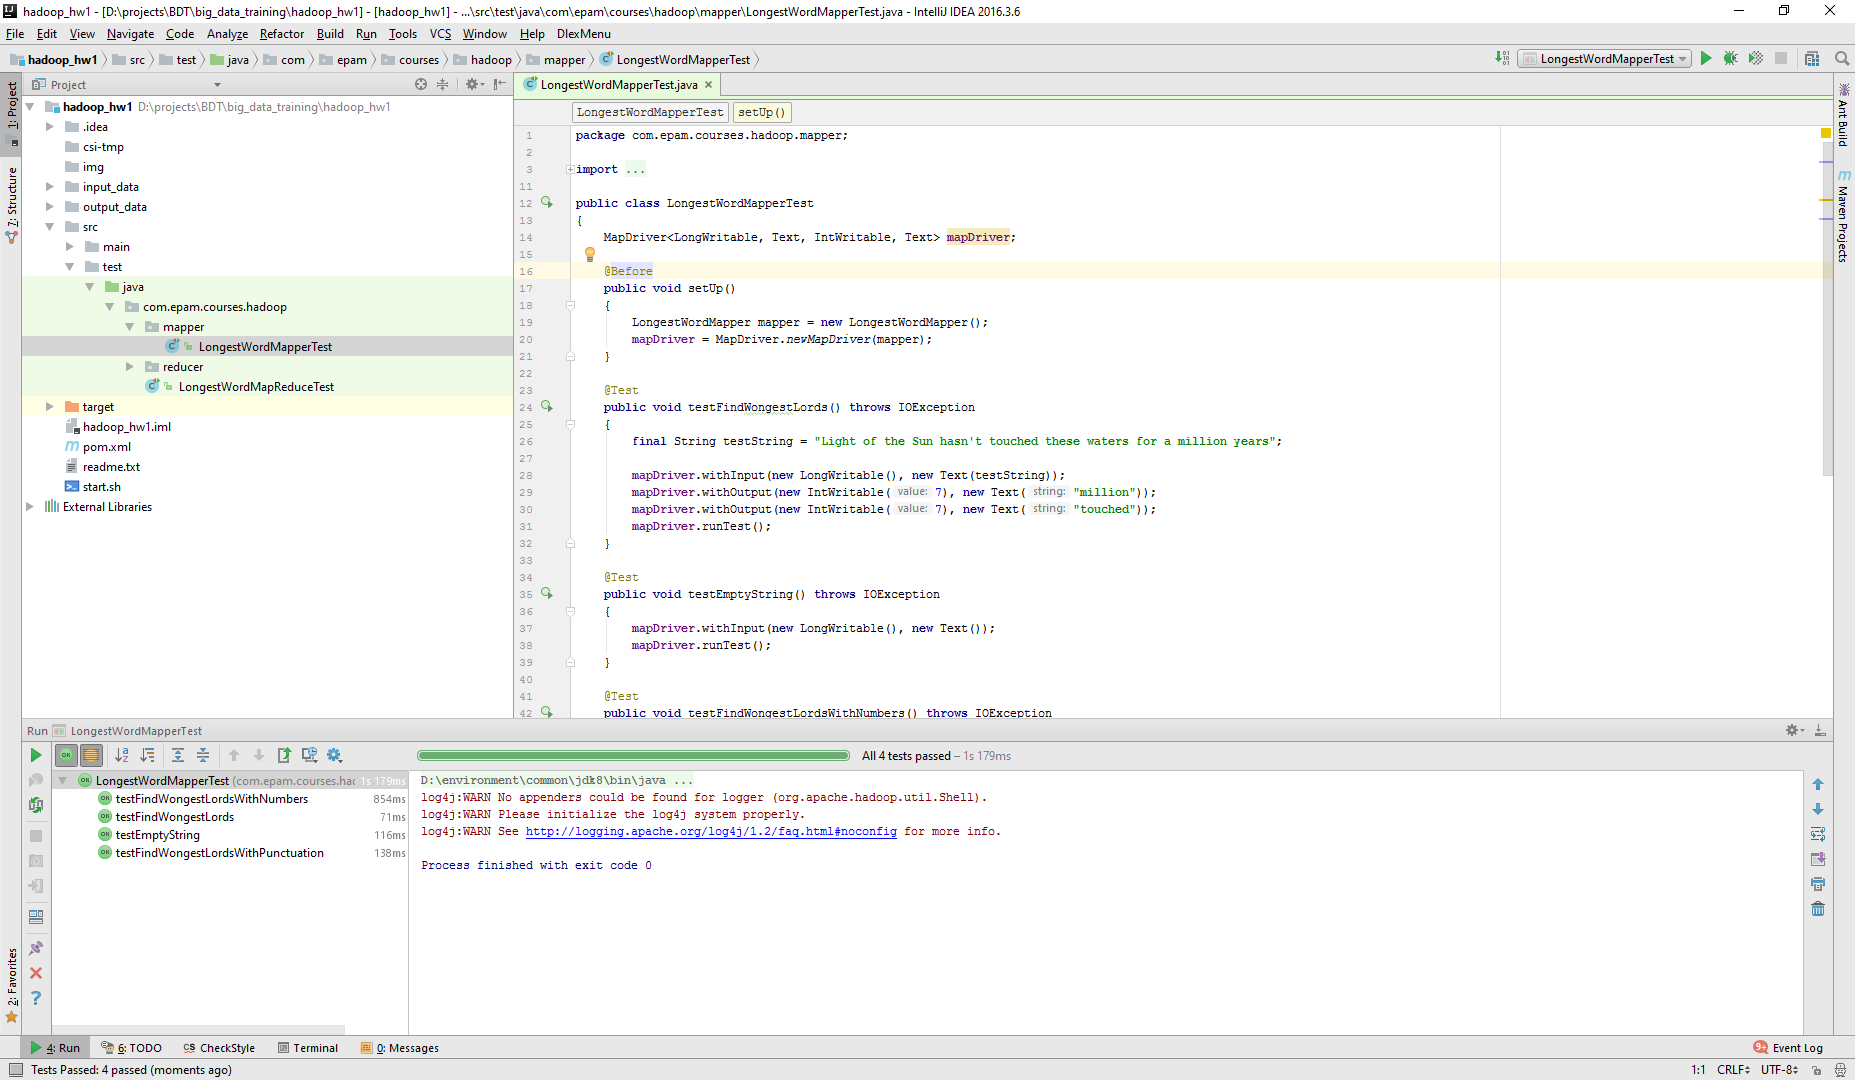 hadoop_hw1 - [D:\projects\BDT\big_data_training\hadoop_hw1] - [hadoop_hw1] - ...\src\test\java\com\epam\courses\hadoop\mapper\LongestWordMapperTest.java - IntelliJ IDEA 2016.3.6
File Edit View Navigate Code Analyze Refactor Build Run Tools VCS Window Help DlexMenu
hadoop_hw1 src test java com epam courses hadoop mapper LongestWordMapperTest
LongestWordMapperTest
1: Project
7: Structure
2: Favorites
Project
hadoop_hw1 D:\projects\BDT\big_data_training\hadoop_hw1
.idea
csi-tmp
img
input_data
output_data
src
main
test
java
com.epam.courses.hadoop
mapper
LongestWordMapperTest
reducer
LongestWordMapReduceTest
target
hadoop_hw1.iml
pom.xml
readme.txt
start.sh
External Libraries
LongestWordMapperTest.java
LongestWordMapperTest setUp()
1 package com.epam.courses.hadoop.mapper;
2
3 import ...
11
12 public class LongestWordMapperTest
13 {
14 MapDriver<LongWritable, Text, IntWritable, Text> mapDriver;
15
16 @Before
17 public void setUp()
18 {
19 LongestWordMapper mapper = new LongestWordMapper();
20 mapDriver = MapDriver.newMapDriver(mapper);
21 }
22
23 @Test
24 public void testFindWongestLords() throws IOException
25 {
26 final String testString = "Light of the Sun hasn't touched these waters for a million years";
27
28 mapDriver.withInput(new LongWritable(), new Text(testString));
29 mapDriver.withOutput(new IntWritable( value: 7), new Text( string: "million"));
30 mapDriver.withOutput(new IntWritable( value: 7), new Text( string: "touched"));
31 mapDriver.runTest();
32 }
33
34 @Test
35 public void testEmptyString() throws IOException
36 {
37 mapDriver.withInput(new LongWritable(), new Text());
38 mapDriver.runTest();
39 }
40
41 @Test
42 public void testFindWongestLordsWithNumbers() throws IOException
Ant Build
Maven Projects
Run LongestWordMapperTest
All 4 tests passed – 1s 179ms
LongestWordMapperTest (com.epam.courses.had 1s 179ms
testFindWongestLordsWithNumbers 854ms
testFindWongestLords 71ms
testEmptyString 116ms
testFindWongestLordsWithPunctuation 138ms
D:\environment\common\jdk8\bin\java ...
log4j:WARN No appenders could be found for logger (org.apache.hadoop.util.Shell).
log4j:WARN Please initialize the log4j system properly.
log4j:WARN See http://logging.apache.org/log4j/1.2/faq.html#noconfig for more info.
Process finished with exit code 0
4: Run 6: TODO CheckStyle Terminal 0: Messages 9+ Event Log
Tests Passed: 4 passed (moments ago) 1:1 CRLF UTF-8